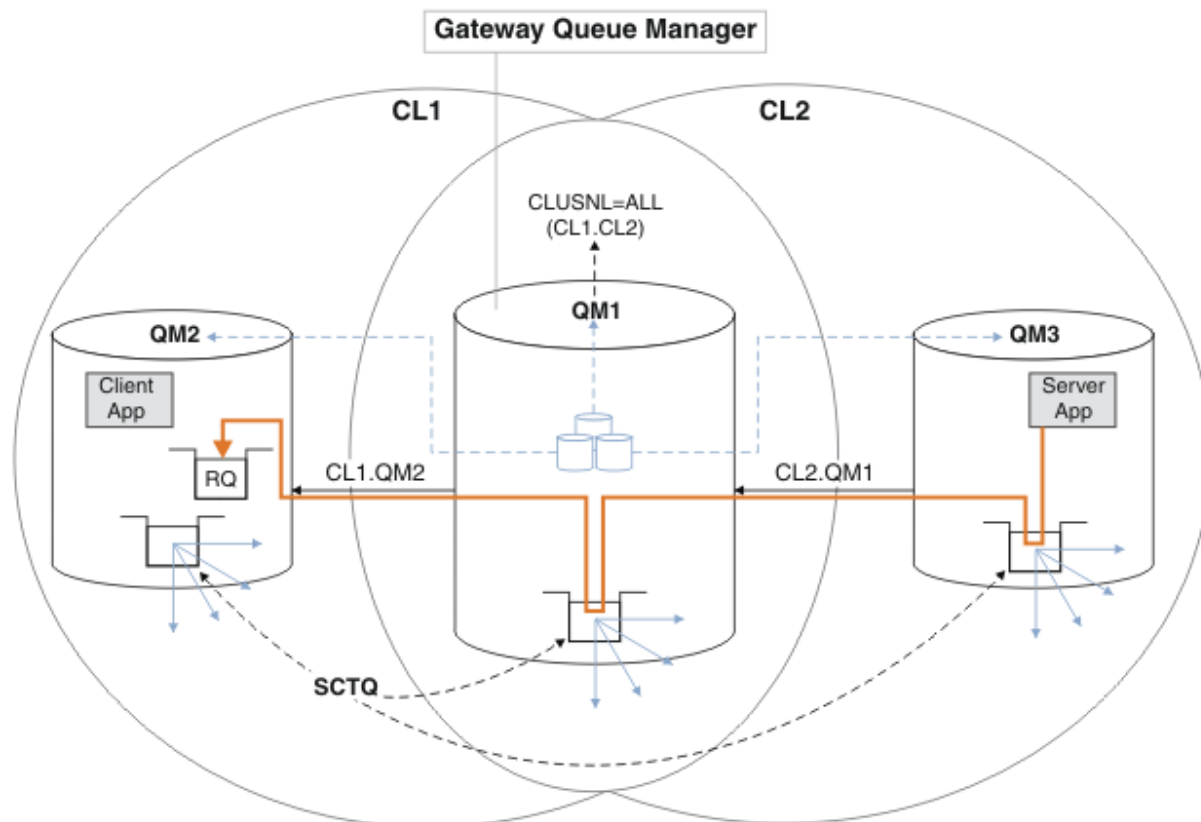 Gateway Queue Manager
CL1
CL2
CLUSNL=ALL
(CL1.CL2)
QM2
QM1
QM3
Client
App
Server
App
RQ
CL1.QM2
CL2.QM1
SCTQ